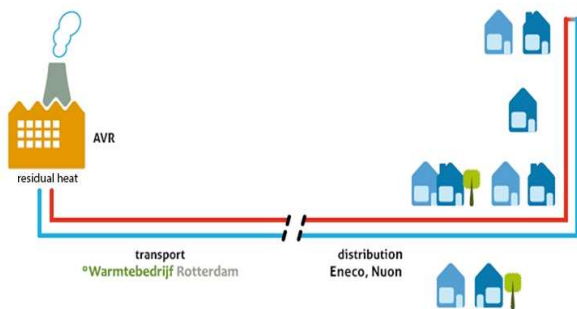 AVR
residual heat
transport
°Warmtebedrijf Rotterdam
distribution
Eneco, Nuon